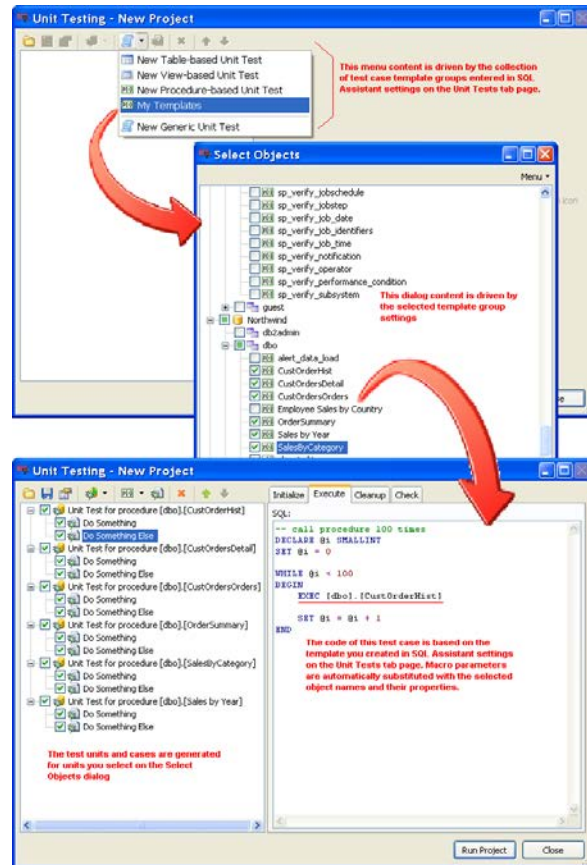 Unit Testing - New Project
New Table-based Unit Test
New View-based Unit Test
New Procedure-based Unit Test
My Templates
New Generic Unit Test
This menu content is driven by the collection
of test case template groups entered in SQL
Assistant settings on the Unit Tests tab page.
Select Objects
Menu
sp_verify_jobschedule
sp_verify_jobstep
sp_verify_job_date
sp_verify_job_identifiers
sp_verify_job_time
sp_verify_notification
sp_verify_operator
sp_verify_performance_condition
sp_verify_subsystem
guest
Northwind
db2admin
dbo
alert_data_load
CustOrderHist
CustOrdersDetail
CustOrdersOrders
Employee Sales by Country
OrderSummary
Sales by Year
SalesByCategory
This dialog content is driven by
the selected template group
settings
Unit Testing - New Project
Unit Test for procedure [dbo].[CustOrderHist]
Do Something
Do Something Else
Unit Test for procedure [dbo].[CustOrdersDetail]
Do Something
Do Something Else
Unit Test for procedure [dbo].[CustOrdersOrders]
Do Something
Do Something Else
Unit Test for procedure [dbo].[OrderSummary]
Do Something
Do Something Else
Unit Test for procedure [dbo].[SalesByCategory]
Do Something
Do Something Else
Unit Test for procedure [dbo].[Sales by Year]
Do Something
Do Something Else
The test units and cases are generated
for units you select on the Select
Objects dialog
Initialize Execute Cleanup Check
SQL:
-- call procedure 100 times
DECLARE @i SMALLINT
SET @i = 0
WHILE @i < 100
BEGIN
EXEC [dbo].[CustOrderHist]
SET @i = @i + 1
END
The code of this test case is based on the
template you created in SQL Assistant settings
on the Unit Tests tab page. Macro parameters
are automatically substituted with the selected
object names and their properties.
Run Project Close